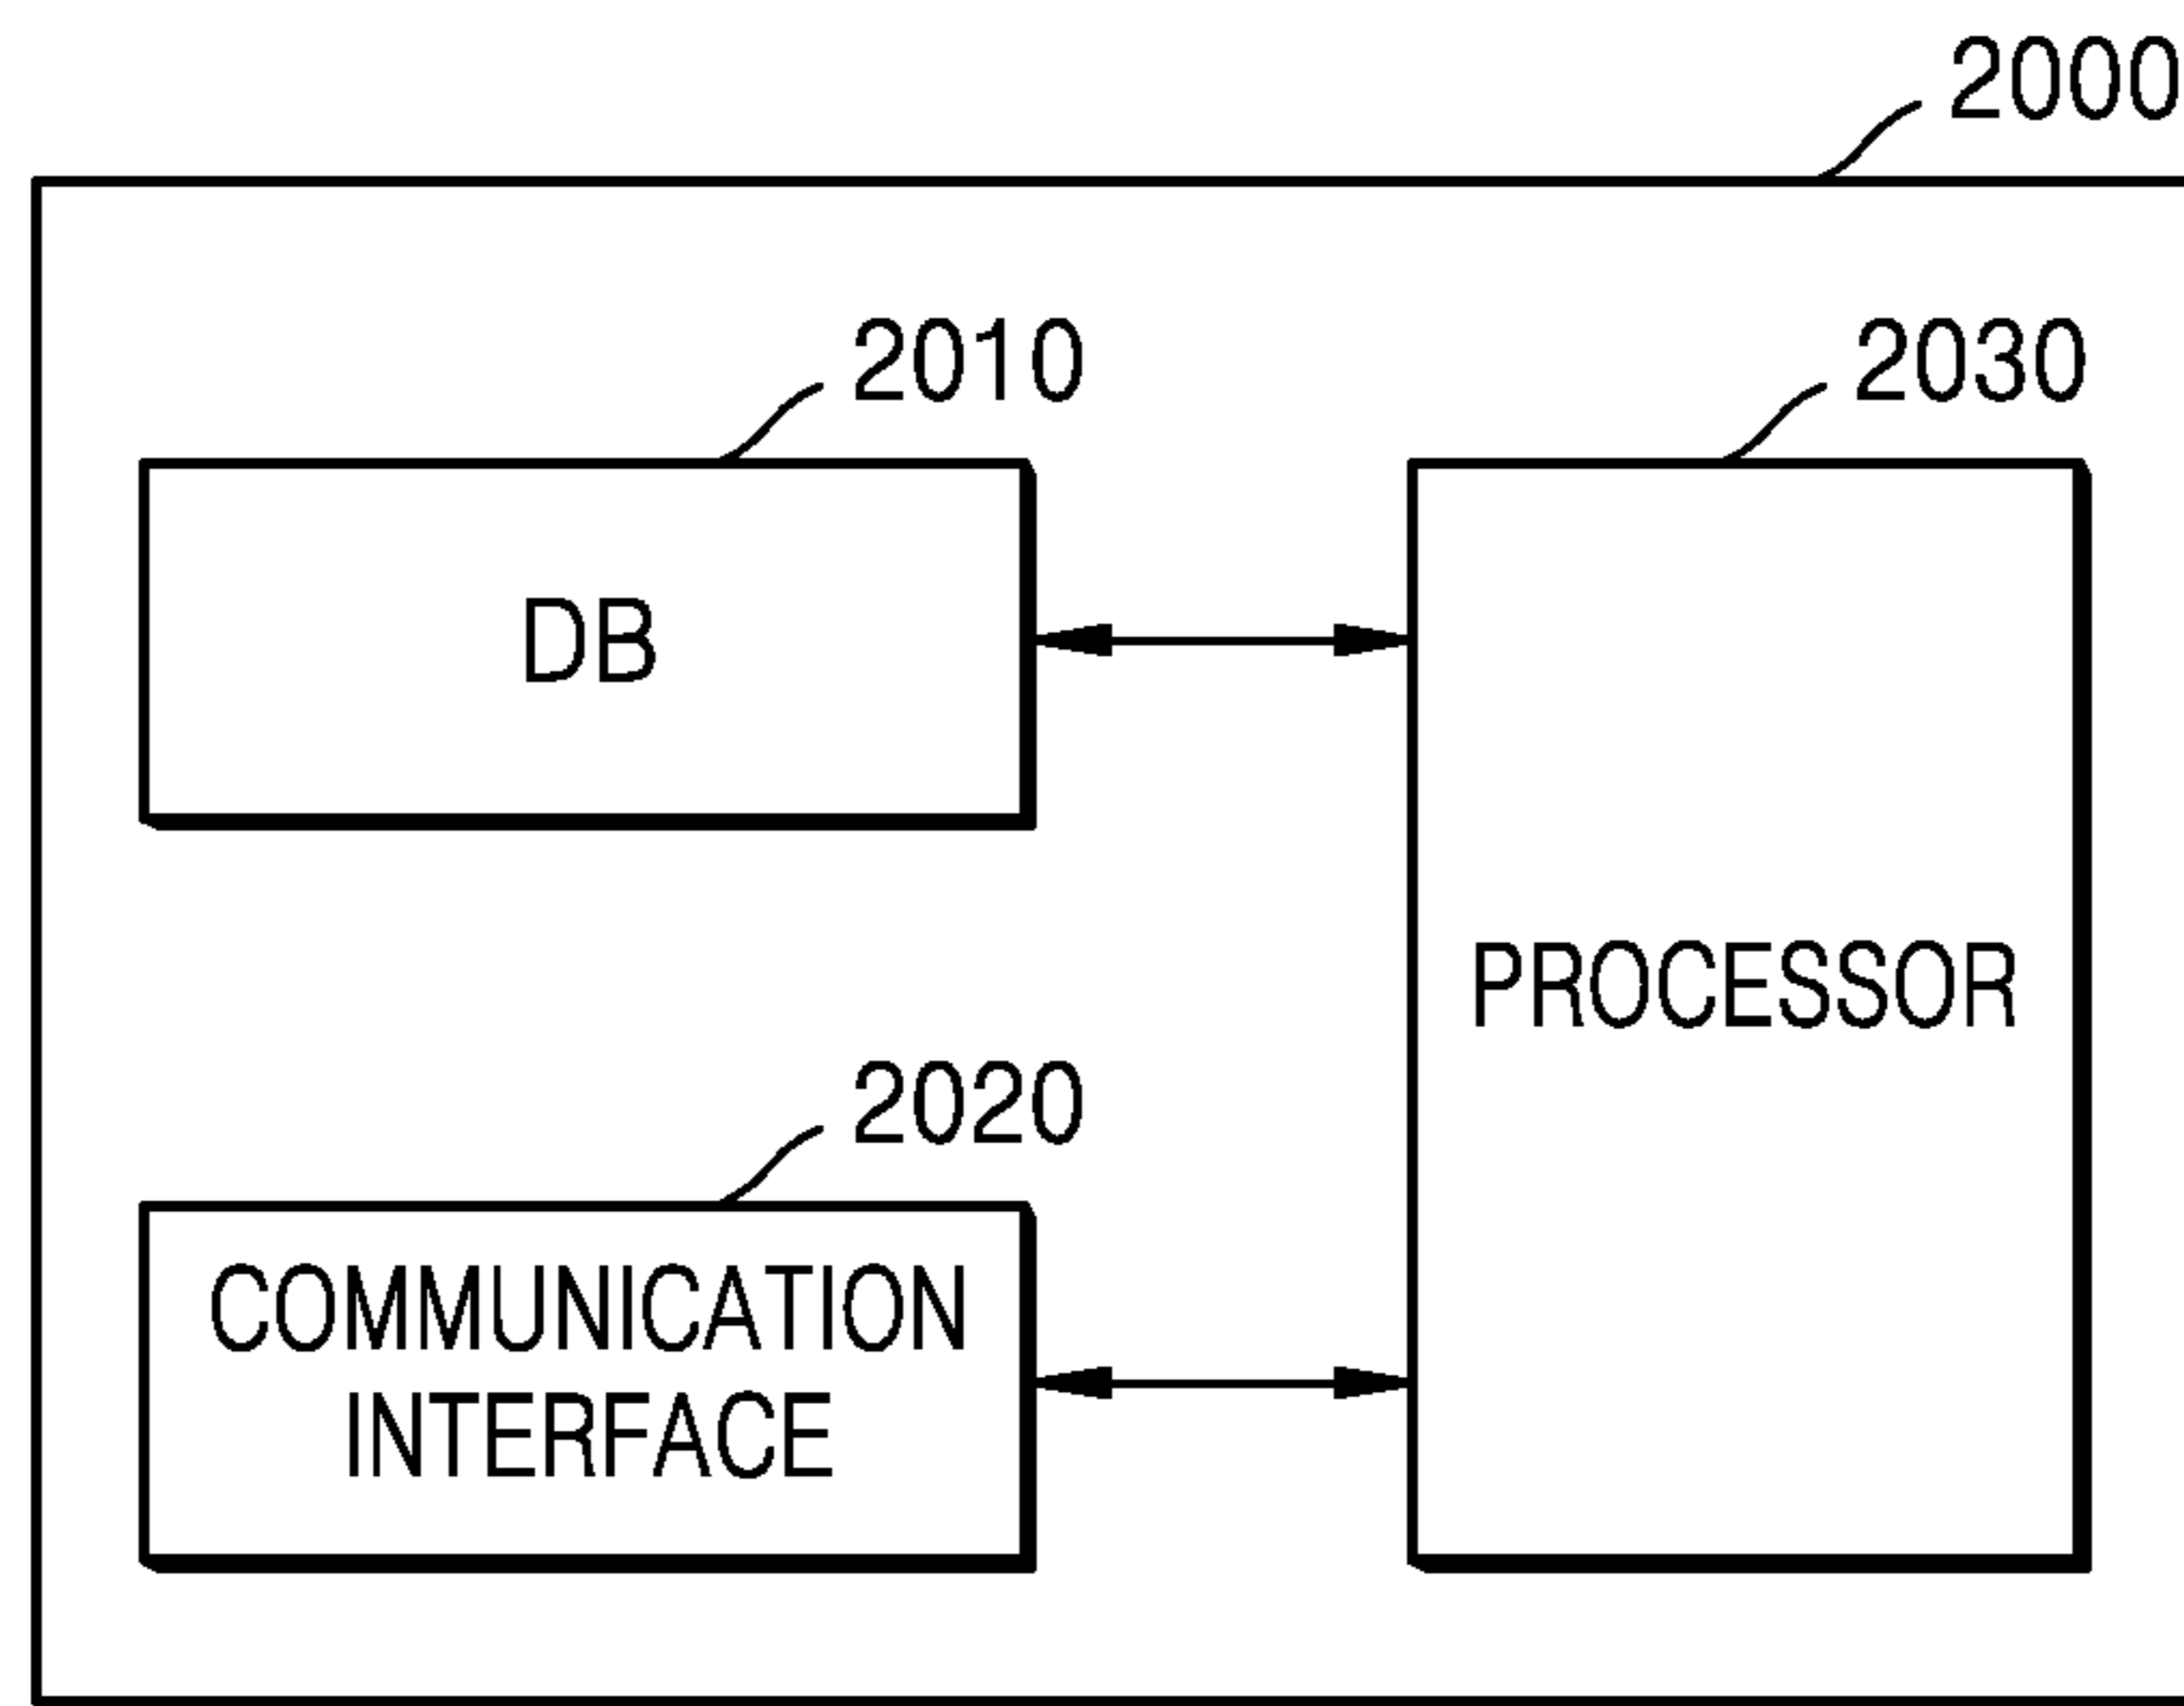 2000
2010
2030
DB
PROCESSOR
2020
COMMUNICATION
INTERFACE